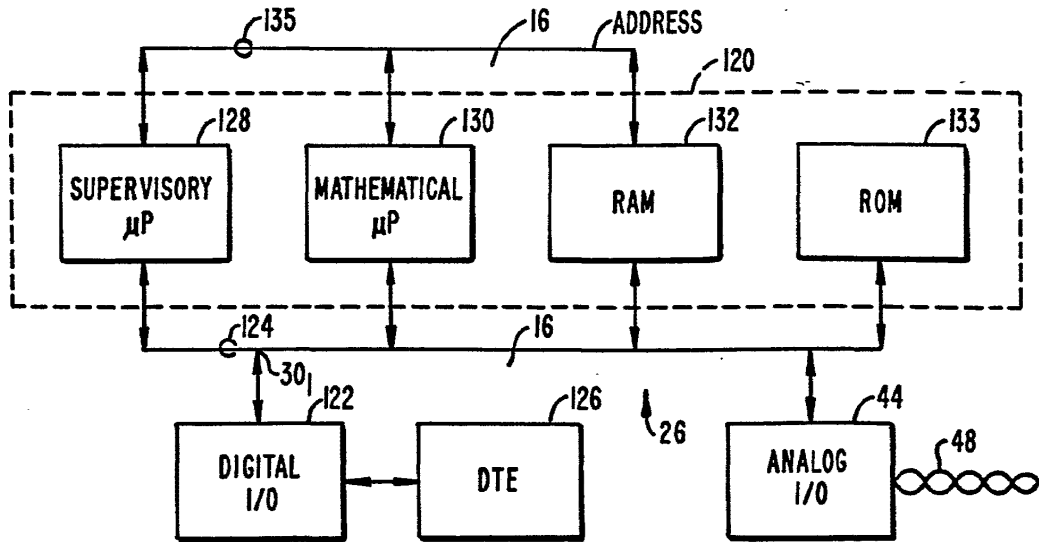 135
16
ADDRESS
120
128
130
132
133
SUPERVISORY
μP
MATHEMATICAL
μP
RAM
ROM
124
16
30₁
122
126
26
44
48
DIGITAL
I/O
DTE
ANALOG
I/O